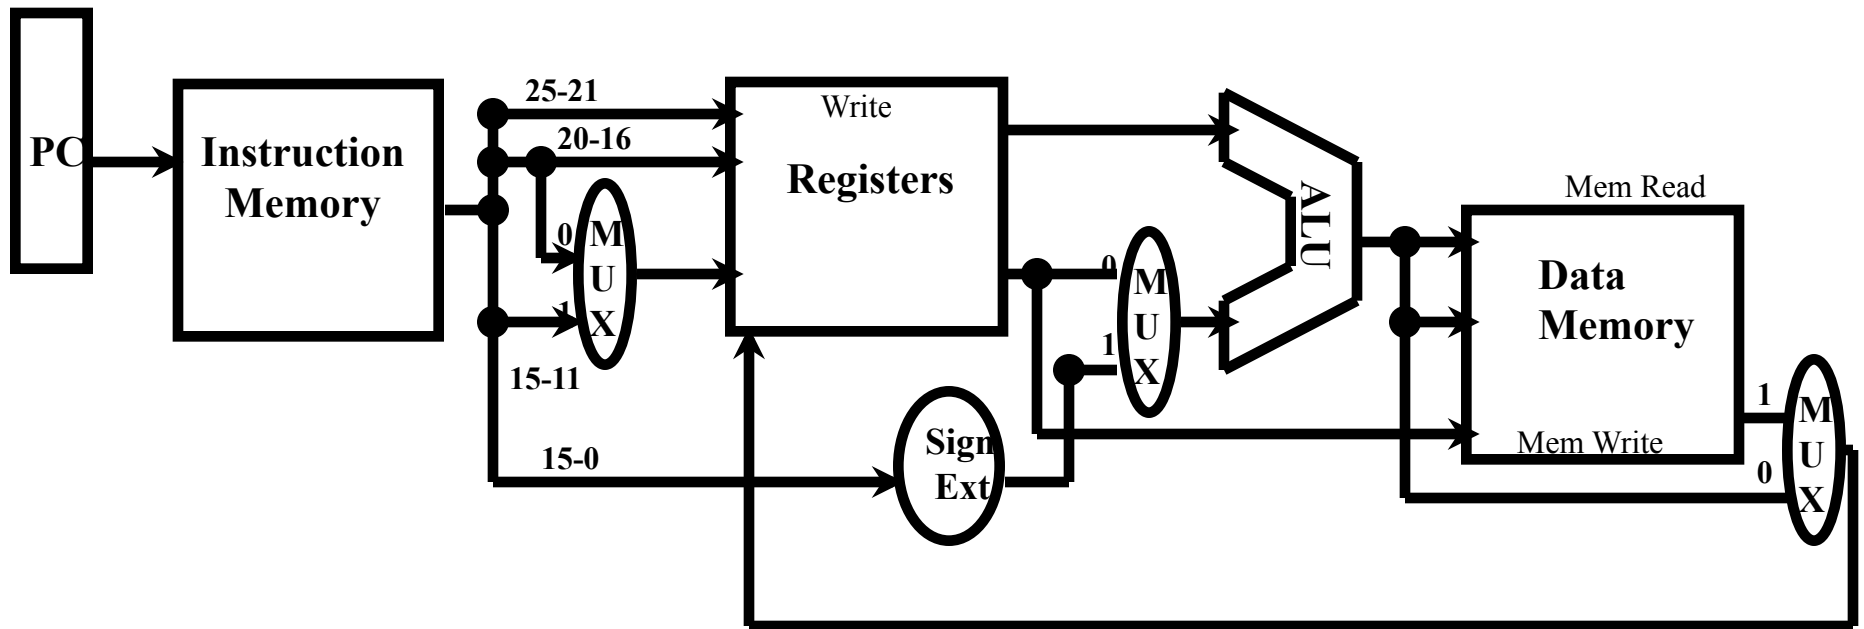 PC
Instruction
Memory
25-21
20-16
0
1
M
U
X
15-11
15-0
Write
Registers
Sign
Ext
0
1
M
U
X
ALU
Mem Read
Data
Memory
Mem Write
1
0
M
U
X